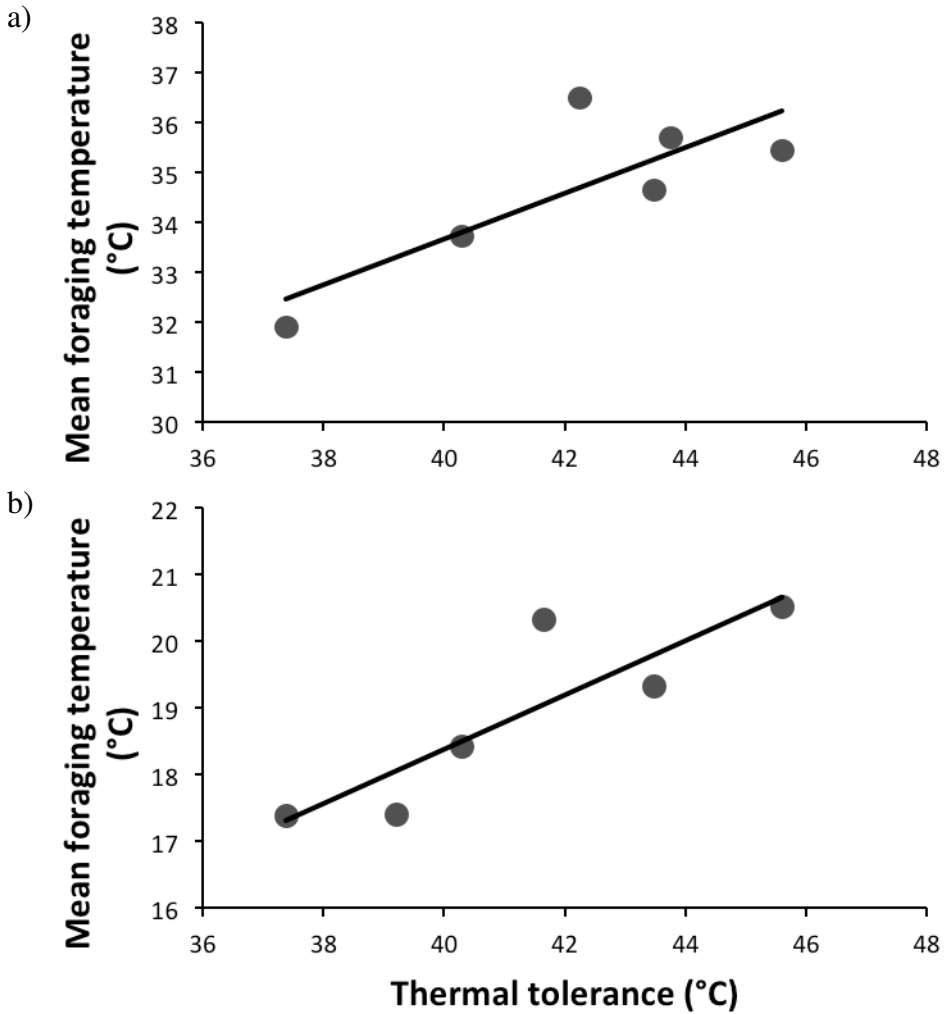 a)
Mean foraging temperature
(°C)
38
37
36
35
34
33
32
31
30
36 38 40 42 44 46 48
b)
Mean foraging temperature
(°C)
22
21
20
19
18
17
16
36 38 40 42 44 46 48
Thermal tolerance (°C)